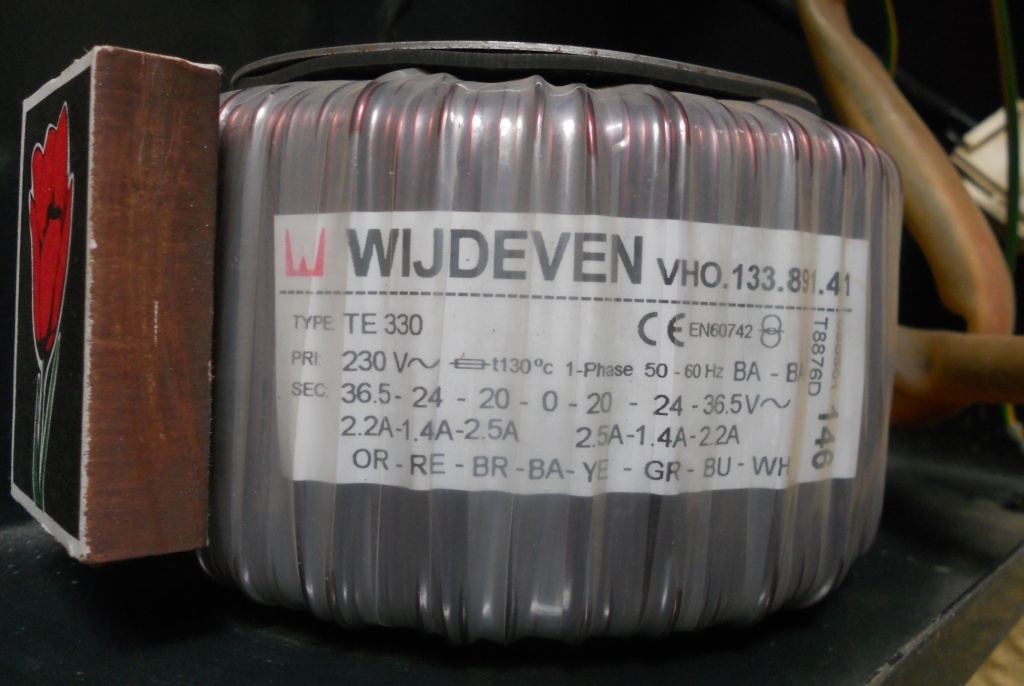 WIJDEVEN VHO.133.891.41
TYPE: TE 330 CE EN60742
PRI: 230 V~ t130°c 1-Phase 50 - 60 Hz BA -
SEC: 36.5 - 24 - 20 - 0 - 20 - 24 - 36.5V~
2.2A-1.4A-2.5A 2.5A-1.4A-2.2A
OR - RE - BR - BA - YE - GR - BU - WH
T8876D 146